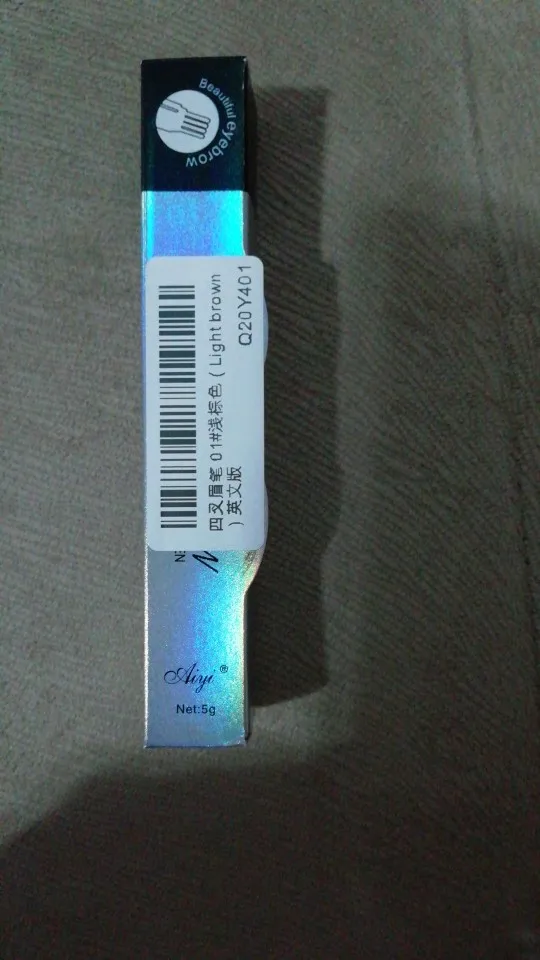 Beautiful eyebrow
四叉眉笔 01#浅棕色 ( Light brown
) 英文版
Q20Y401
Aiyi ®
Net:5g